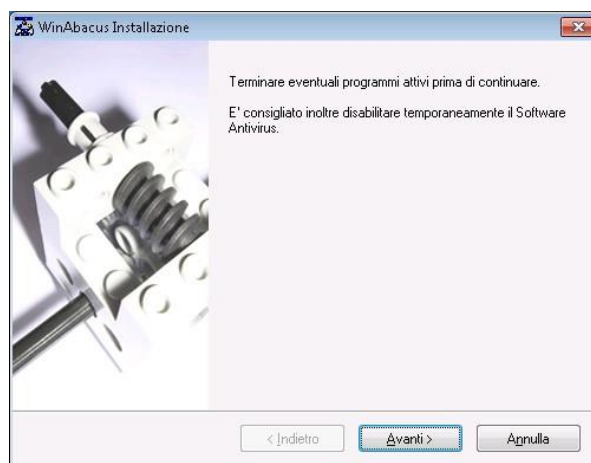 WinAbacus Installazione
Terminare eventuali programmi attivi prima di continuare.
E' consigliato inoltre disabilitare temporaneamente il Software
Antivirus.
< Indietro
Avanti >
Annulla